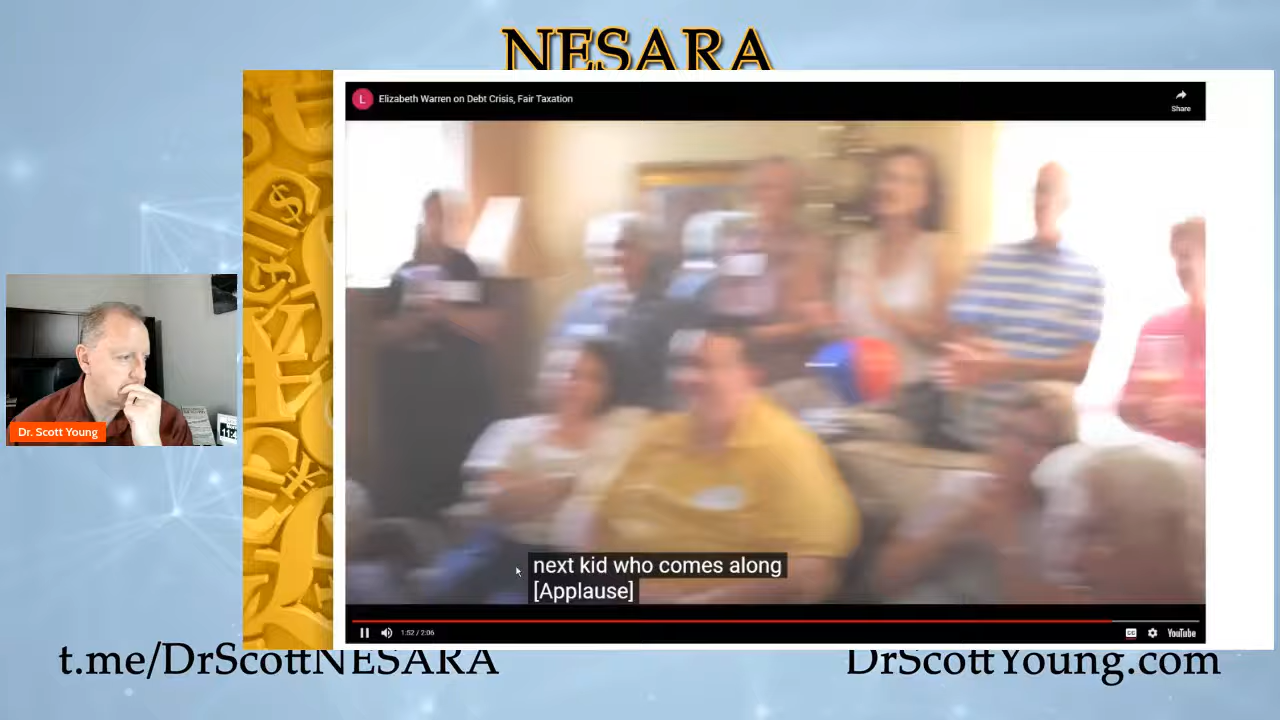 NESARA
L
Elizabeth Warren on Debt Crisis, Fair Taxation
Share
Dr. Scott Young
next kid who comes along
[Applause]
1:52 / 2:06
CC
YouTube
t.me/DrScottNESARA
DrScottYoung.com